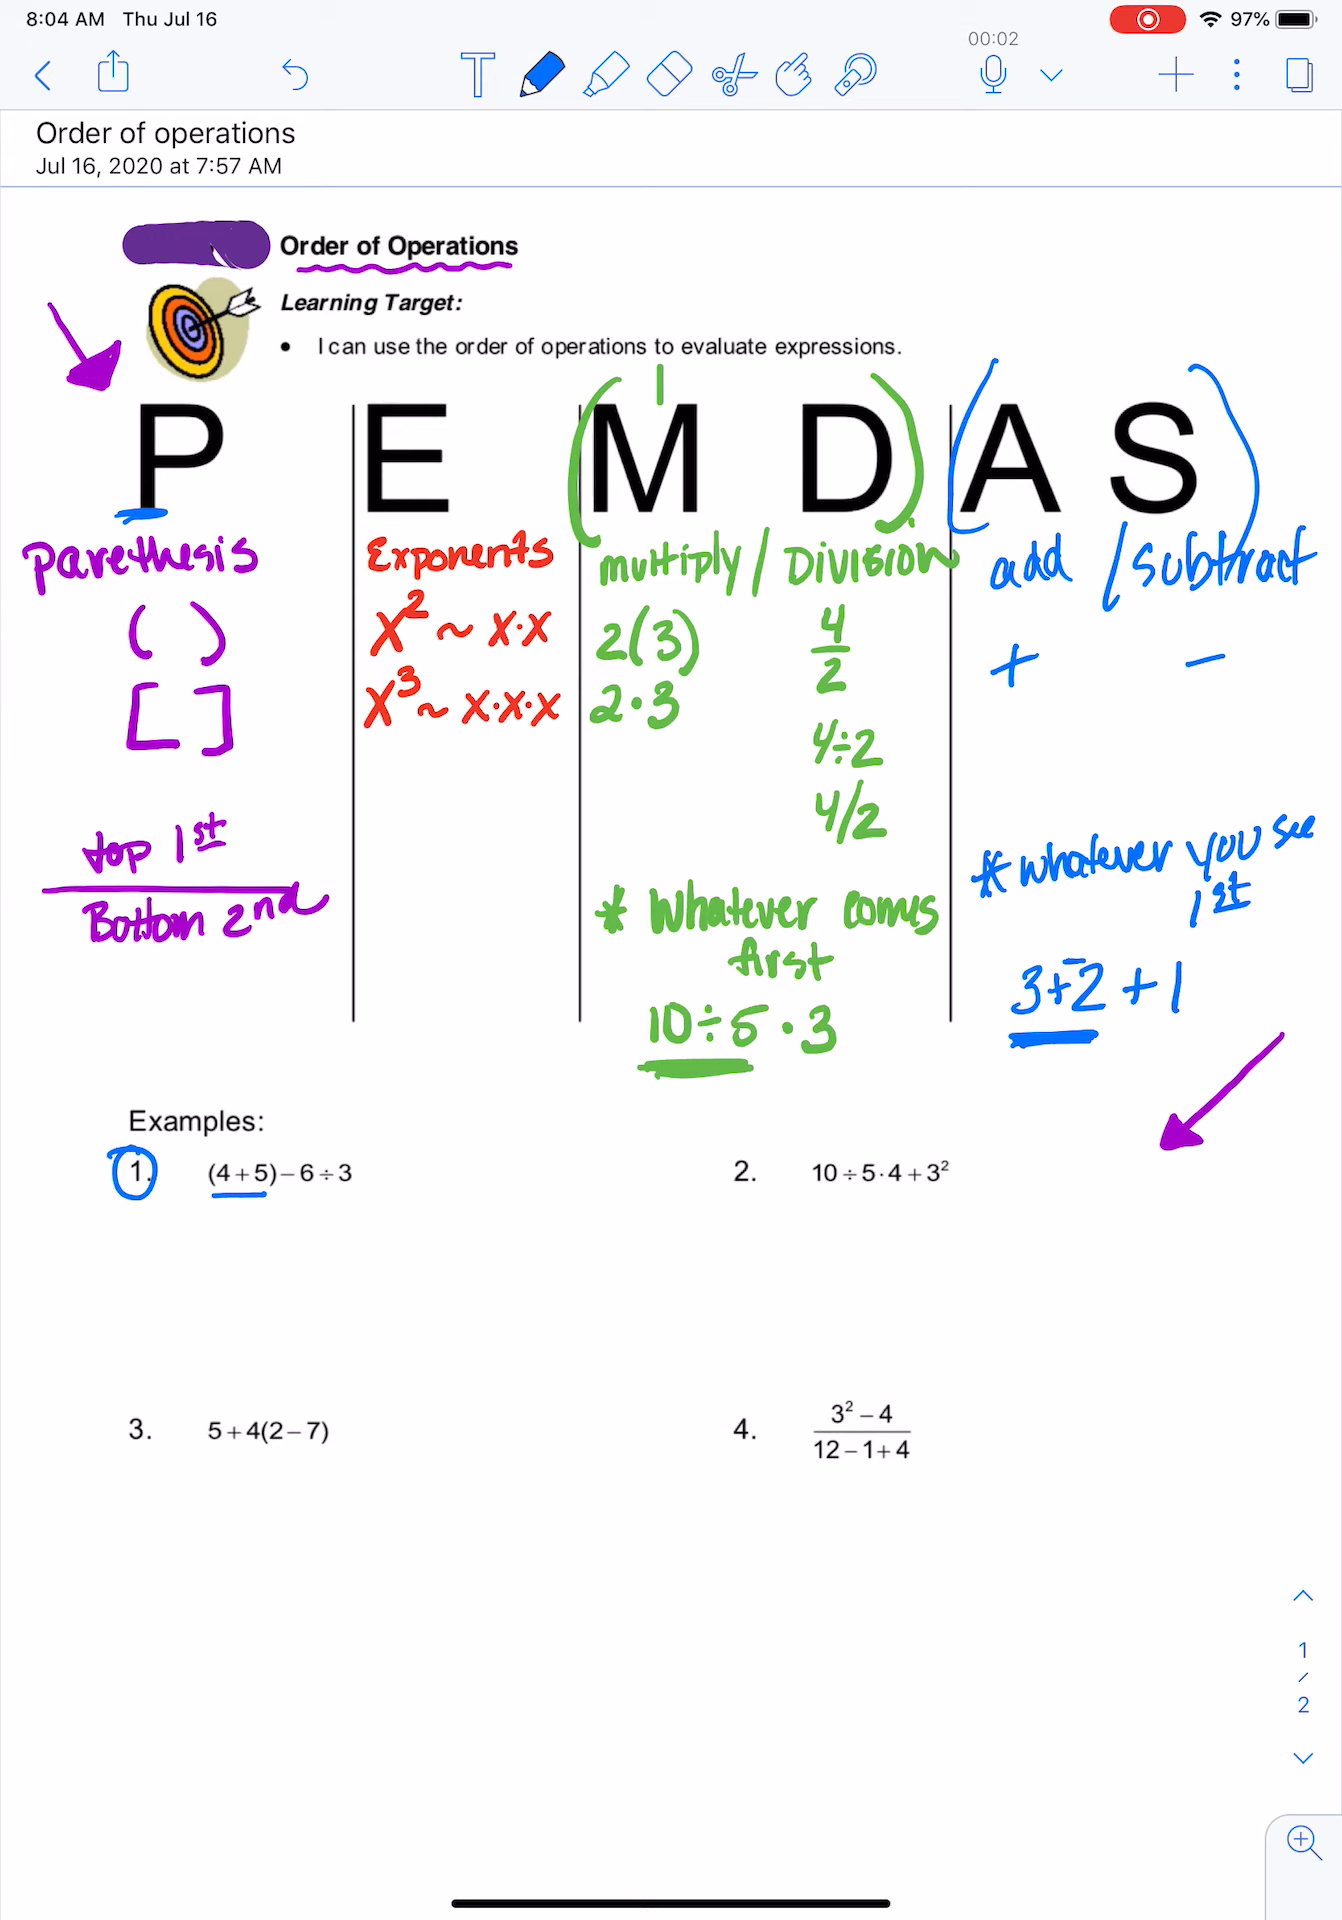 8:04 AM Thu Jul 16
97%
00:02
Order of operations
Jul 16, 2020 at 7:57 AM
Order of Operations
Learning Target:
• I can use the order of operations to evaluate expressions.
P E (M D) (A S)
parethesis
( )
[ ]
top 1st
Bottom 2nd
Exponents
x² ~ x·x
x³ ~ x·x·x
multiply / Division
2(3)
2·3
4/2
4÷2
4/2
* Whatever comes
first
10÷5·3
add / subtract
+ −
* whatever you see
1st
3+-2+1
Examples:
1. (4+5)−6÷3
2. 10÷5·4+3²
3. 5+4(2−7)
4. 3²−4
12−1+4
1
/
2